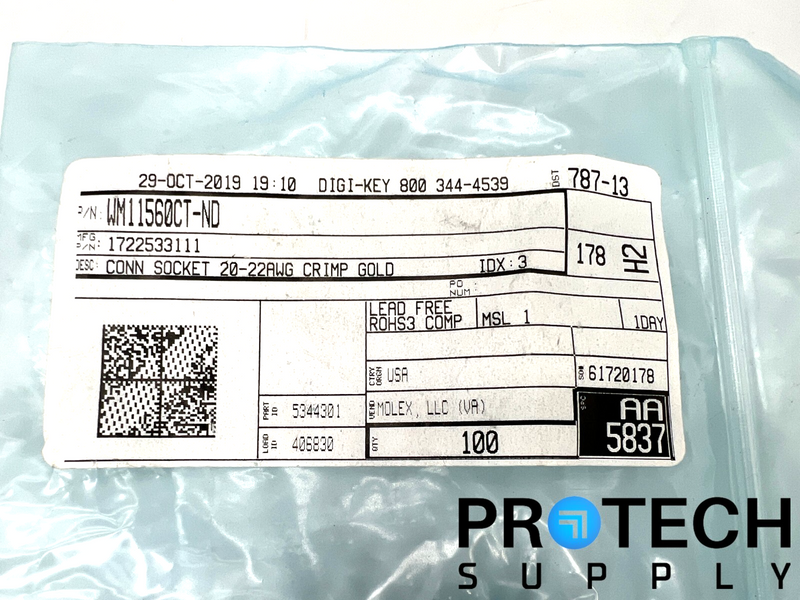 29-OCT-2019 19:10 DIGI-KEY 800 344-4539
DST 787-13
P/N: WM11560CT-ND
MFG P/N: 1722533111
178 H2
DESC: CONN SOCKET 20-22AWG CRIMP GOLD IDX: 3
PO NUM:
LEAD FREE
ROHS3 COMP
MSL 1
1DAY
CTRY ORGN USA
SON 61720178
PART ID 5344301
VEND MOLEX, LLC (VA)
AA
5837
LOAD ID 406830
QTY 100
PROTECH
SUPPLY